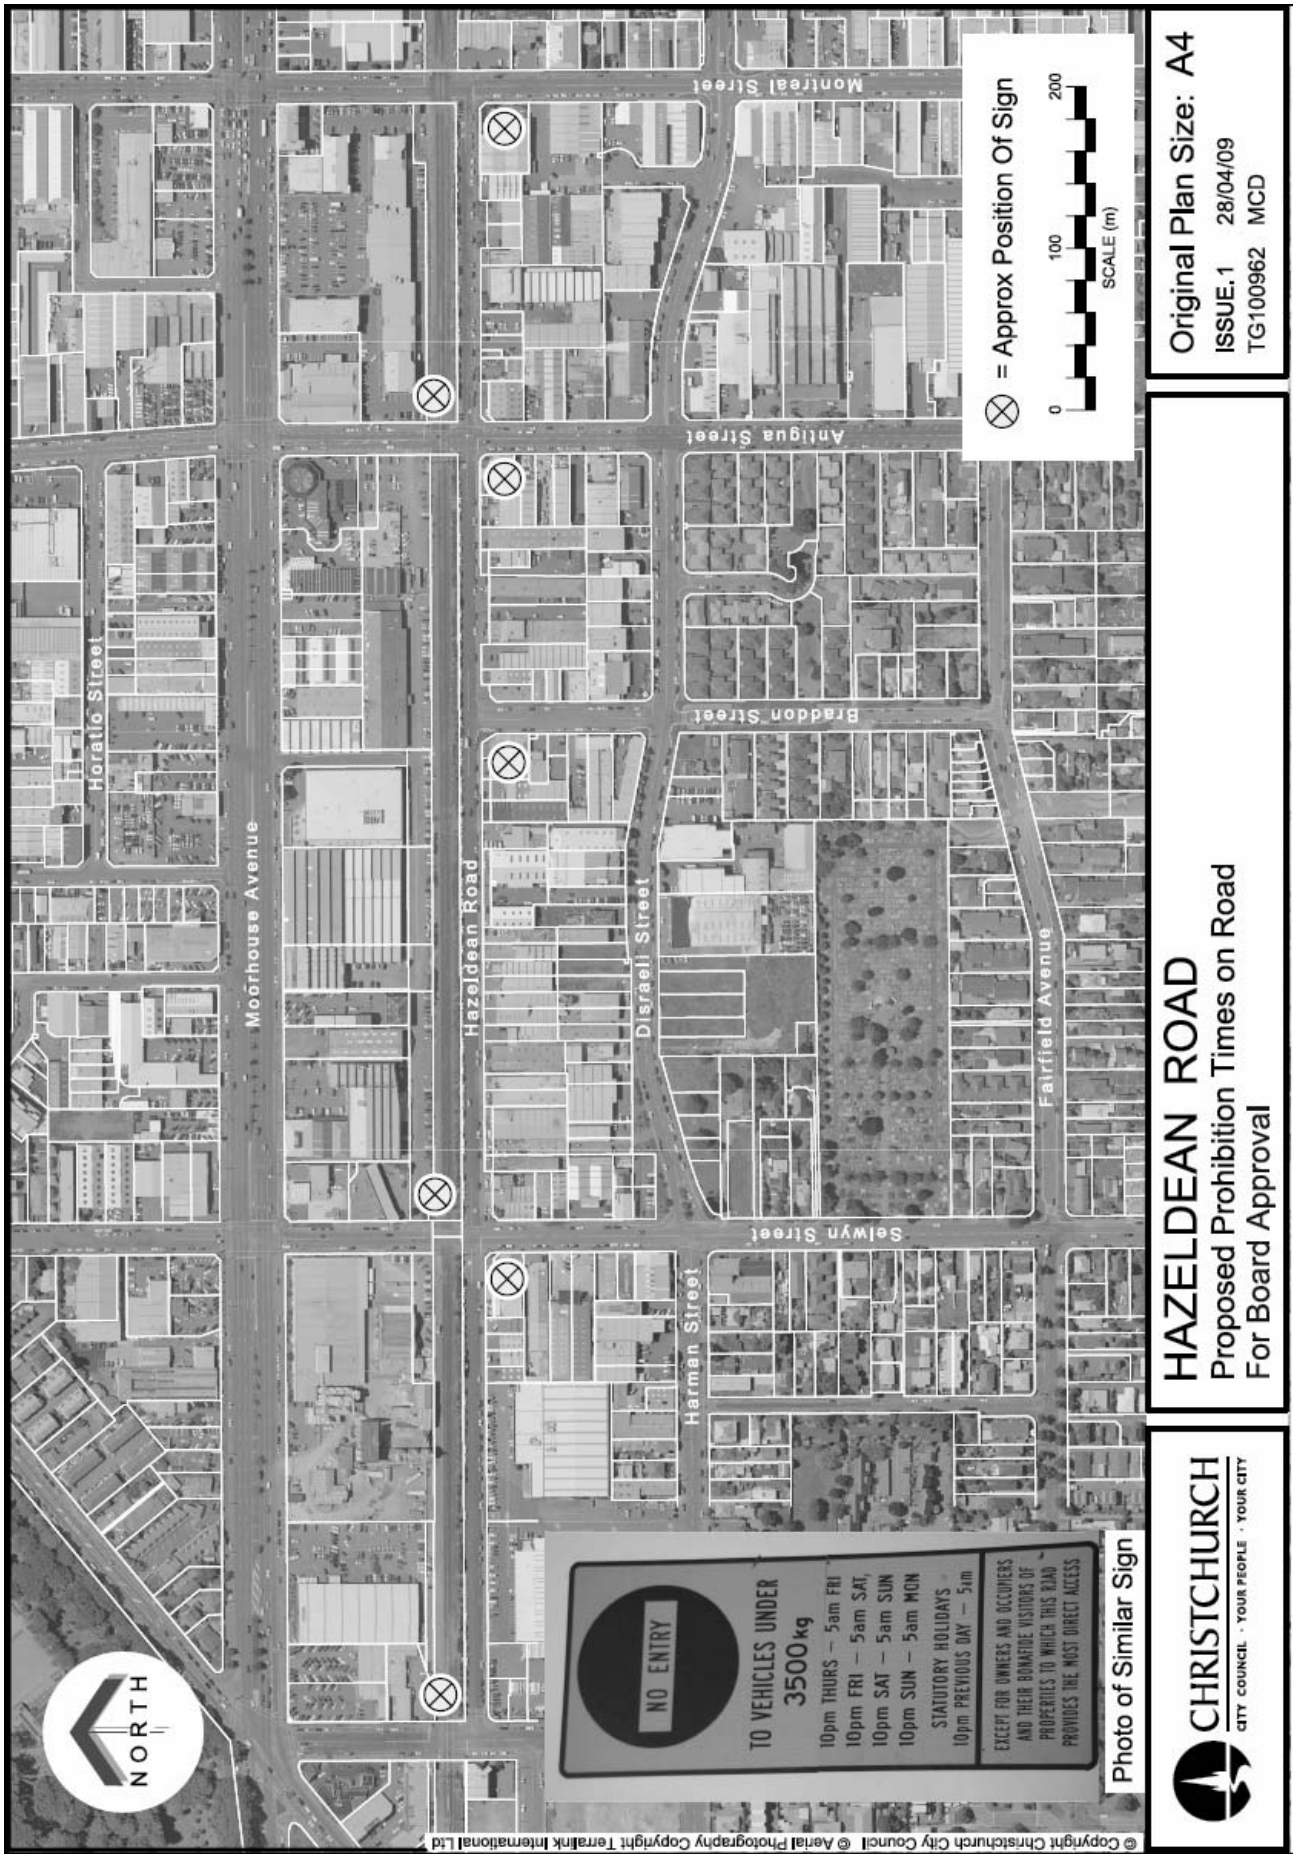 NORTH
Horatio Street
Moorhouse Avenue
Hazeldean Road
Disraeli Street
Harman Street
Fairfield Avenue
Selwyn Street
Braddon Street
Antigua Street
Montreal Street
= Approx Position Of Sign
0 100 200
SCALE (m)
NO ENTRY
TO VEHICLES UNDER
3500kg
10pm THURS - 5am FRI
10pm FRI - 5am SAT,
10pm SAT - 5am SUN
10pm SUN - 5am MON
STATUTORY HOLIDAYS
10pm PREVIOUS DAY - 5am
EXCEPT FOR OWNERS AND OCCUPIERS
AND THEIR BONAFIDE VISITORS OF
PROPERTIES TO WHICH THIS ROAD
PROVIDES THE MOST DIRECT ACCESS
Photo of Similar Sign
© Copyright Christchurch City Council © Aerial Photography Copyright Terralink International Ltd
CHRISTCHURCH
CITY COUNCIL · YOUR PEOPLE · YOUR CITY
HAZELDEAN ROAD
Proposed Prohibition Times on Road
For Board Approval
Original Plan Size: A4
ISSUE.1 28/04/09
TG100962 MCD